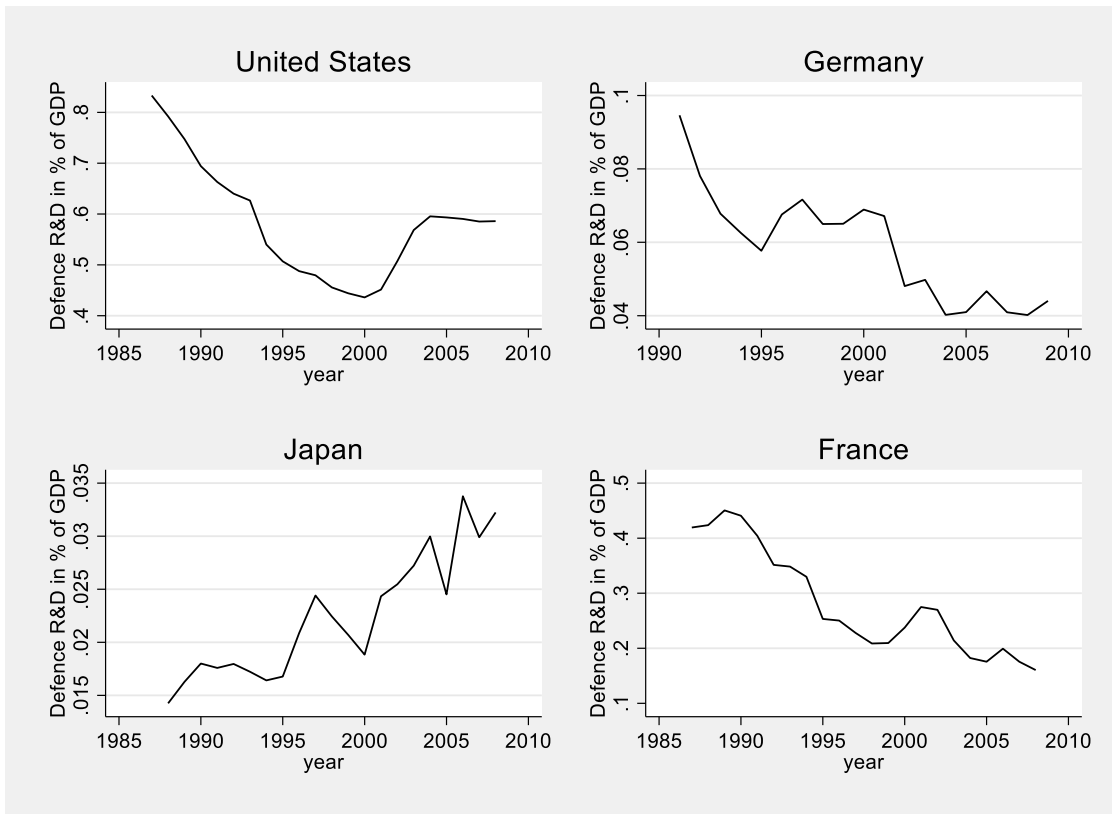 United States
Defence R&D in % of GDP
.8
.7
.6
.5
.4
1985 1990 1995 2000 2005 2010
year
Germany
Defence R&D in % of GDP
.1
.08
.06
.04
1990 1995 2000 2005 2010
year
Japan
Defence R&D in % of GDP
.035
.03
.025
.02
.015
1985 1990 1995 2000 2005 2010
year
France
Defence R&D in % of GDP
.5
.4
.3
.2
.1
1985 1990 1995 2000 2005 2010
year